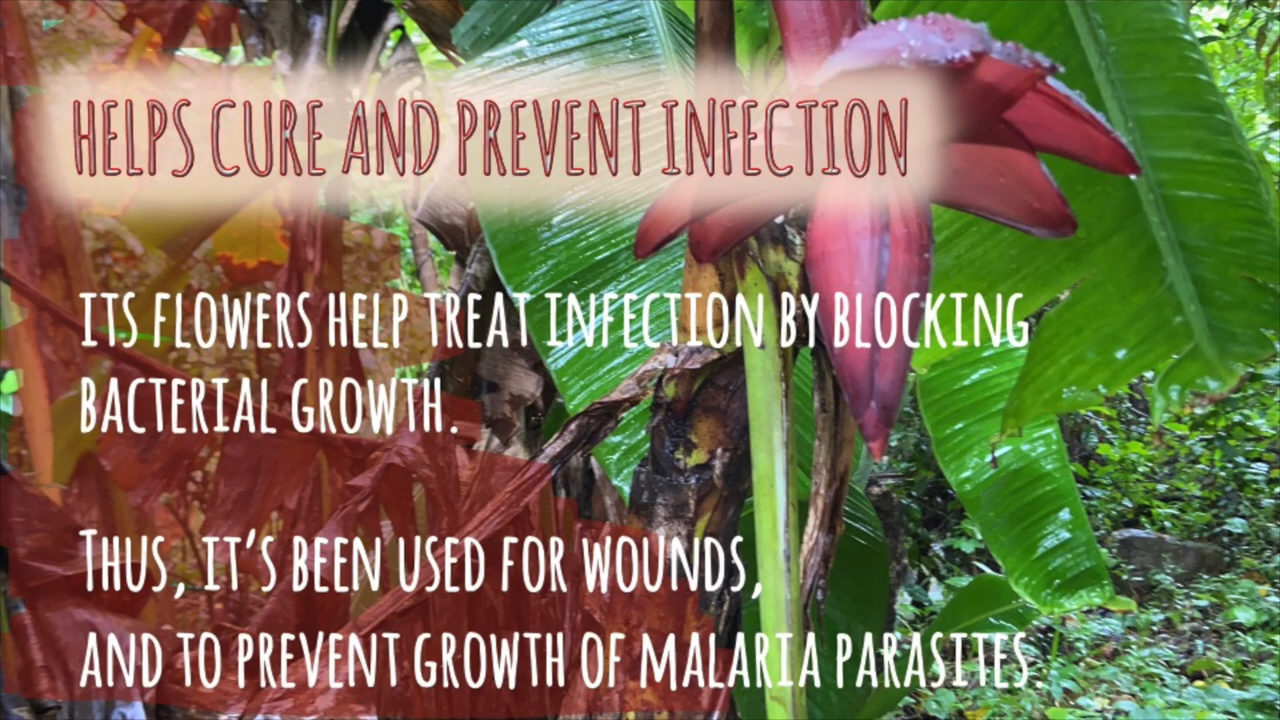 HELPS CURE AND PREVENT INFECTION
ITS FLOWERS HELP TREAT INFECTION BY BLOCKING
BACTERIAL GROWTH.
THUS, IT'S BEEN USED FOR WOUNDS,
AND TO PREVENT GROWTH OF MALARIA PARASITES.